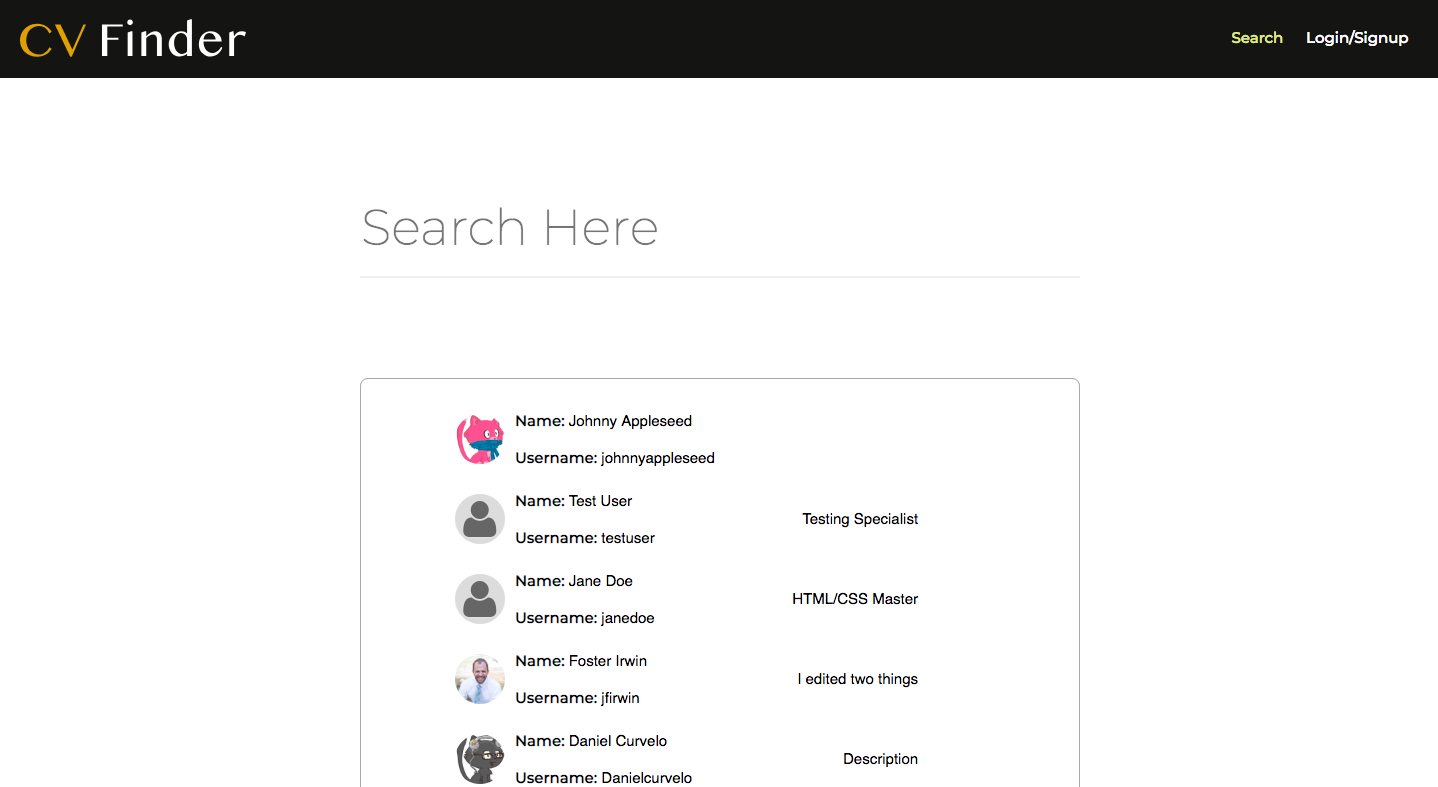 CV Finder
Search Login/Signup
Search Here
Name: Johnny Appleseed
Username: johnnyappleseed
Name: Test User
Testing Specialist
Username: testuser
Name: Jane Doe
HTML/CSS Master
Username: janedoe
Name: Foster Irwin
I edited two things
Username: jfirwin
Name: Daniel Curvelo
Description
Username: Danielcurvelo